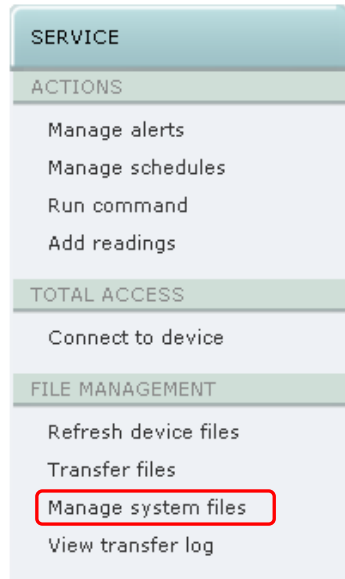 SERVICE
ACTIONS
Manage alerts
Manage schedules
Run command
Add readings
TOTAL ACCESS
Connect to device
FILE MANAGEMENT
Refresh device files
Transfer files
Manage system files
View transfer log